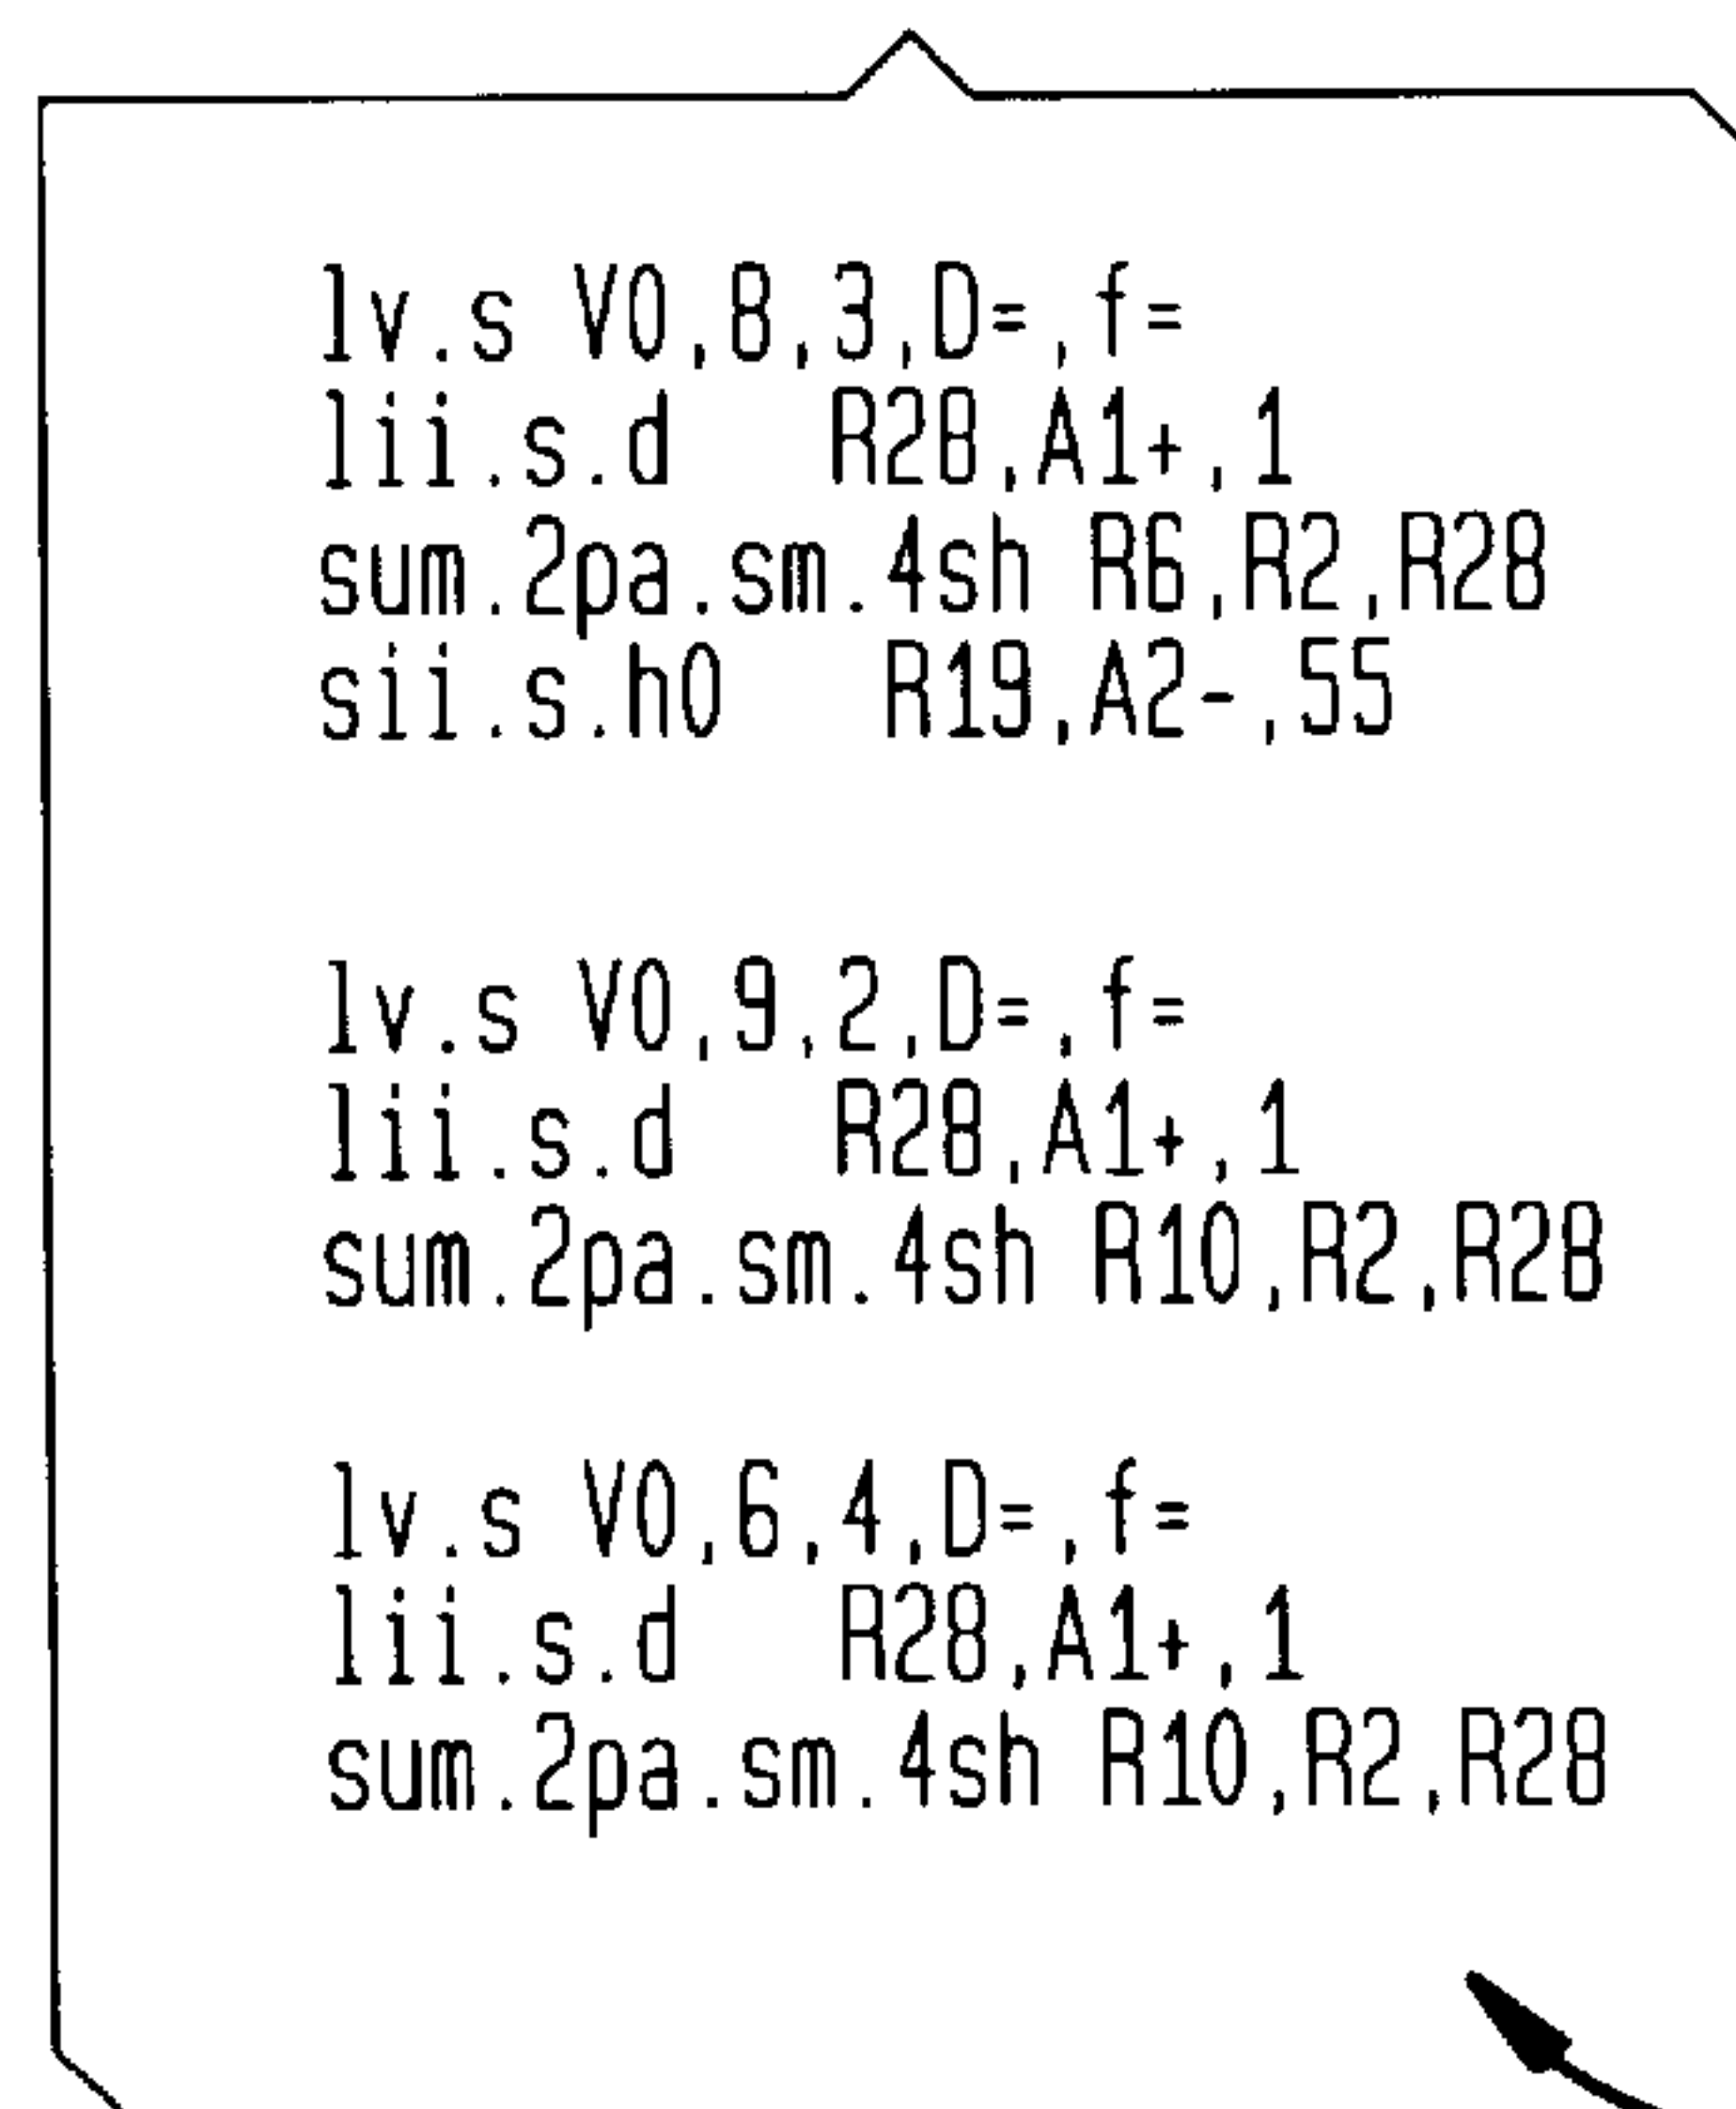 lv.s V0,8,3,D=,f=
lii.s.d   R28,A1+,1
sum.2pa.sm.4sh R6,R2,R28
sii.s.h0   R19,A2-,55
lv.s V0,9,2,D=,f=
lii.s.d   R28,A1+,1
sum.2pa.sm.4sh R10,R2,R28
lv.s V0,6,4,D=,f=
lii.s.d   R28,A1+,1
sum.2pa.sm.4sh R10,R2,R28